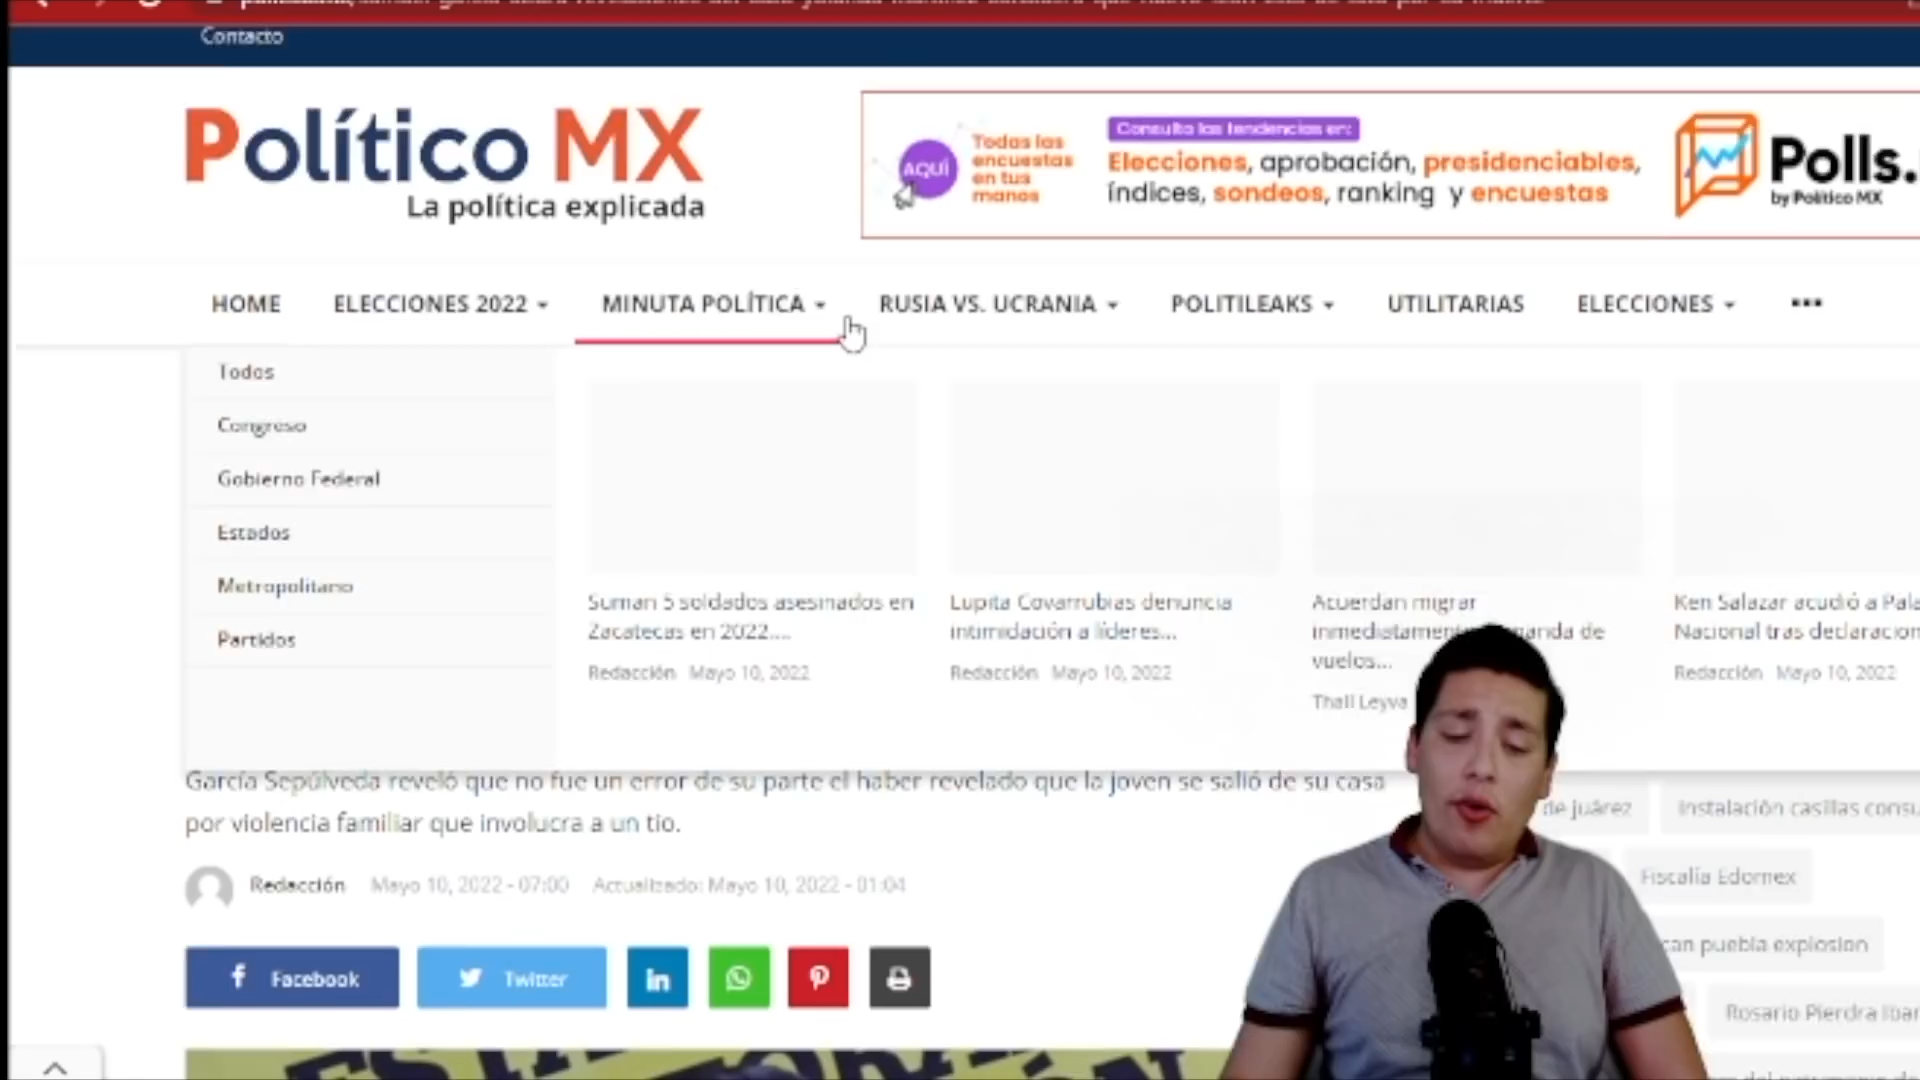 Contacto
Político MX
La política explicada
AQUÍ
Todas las
encuestas
en tus
manos
Consulta las tendencias en:
Elecciones, aprobación, presidenciables,
índices, sondeos, ranking y encuestas
Polls.
by Político MX
HOME ELECCIONES 2022 MINUTA POLÍTICA RUSIA VS. UCRANIA POLITILEAKS UTILITARIAS ELECCIONES
Todos
Congreso
Gobierno Federal
Estados
Metropolitano
Partidos
Suman 5 soldados asesinados en
Zacatecas en 2022....
Redacción Mayo 10, 2022
Lupita Covarrubias denuncia
intimidación a líderes...
Redacción Mayo 10, 2022
Acuerdan migrar
de
vuelos...
Thali Leyva
Ken Salazar acudió a
Nacional tras
Redacción Mayo 10, 2022
García Sepúlveda reveló que no fue un error de su parte el haber revelado que la joven se salió de su casa
por violencia familiar que involucra a un tío.
Redacción Mayo 10, 2022 - 07:00 Actualizado: Mayo 10, 2022 - 01:04
Facebook Twitter
de juárez
instalación casillas
Fiscalía Edomex
puebla explosion
Rosario Pierdra